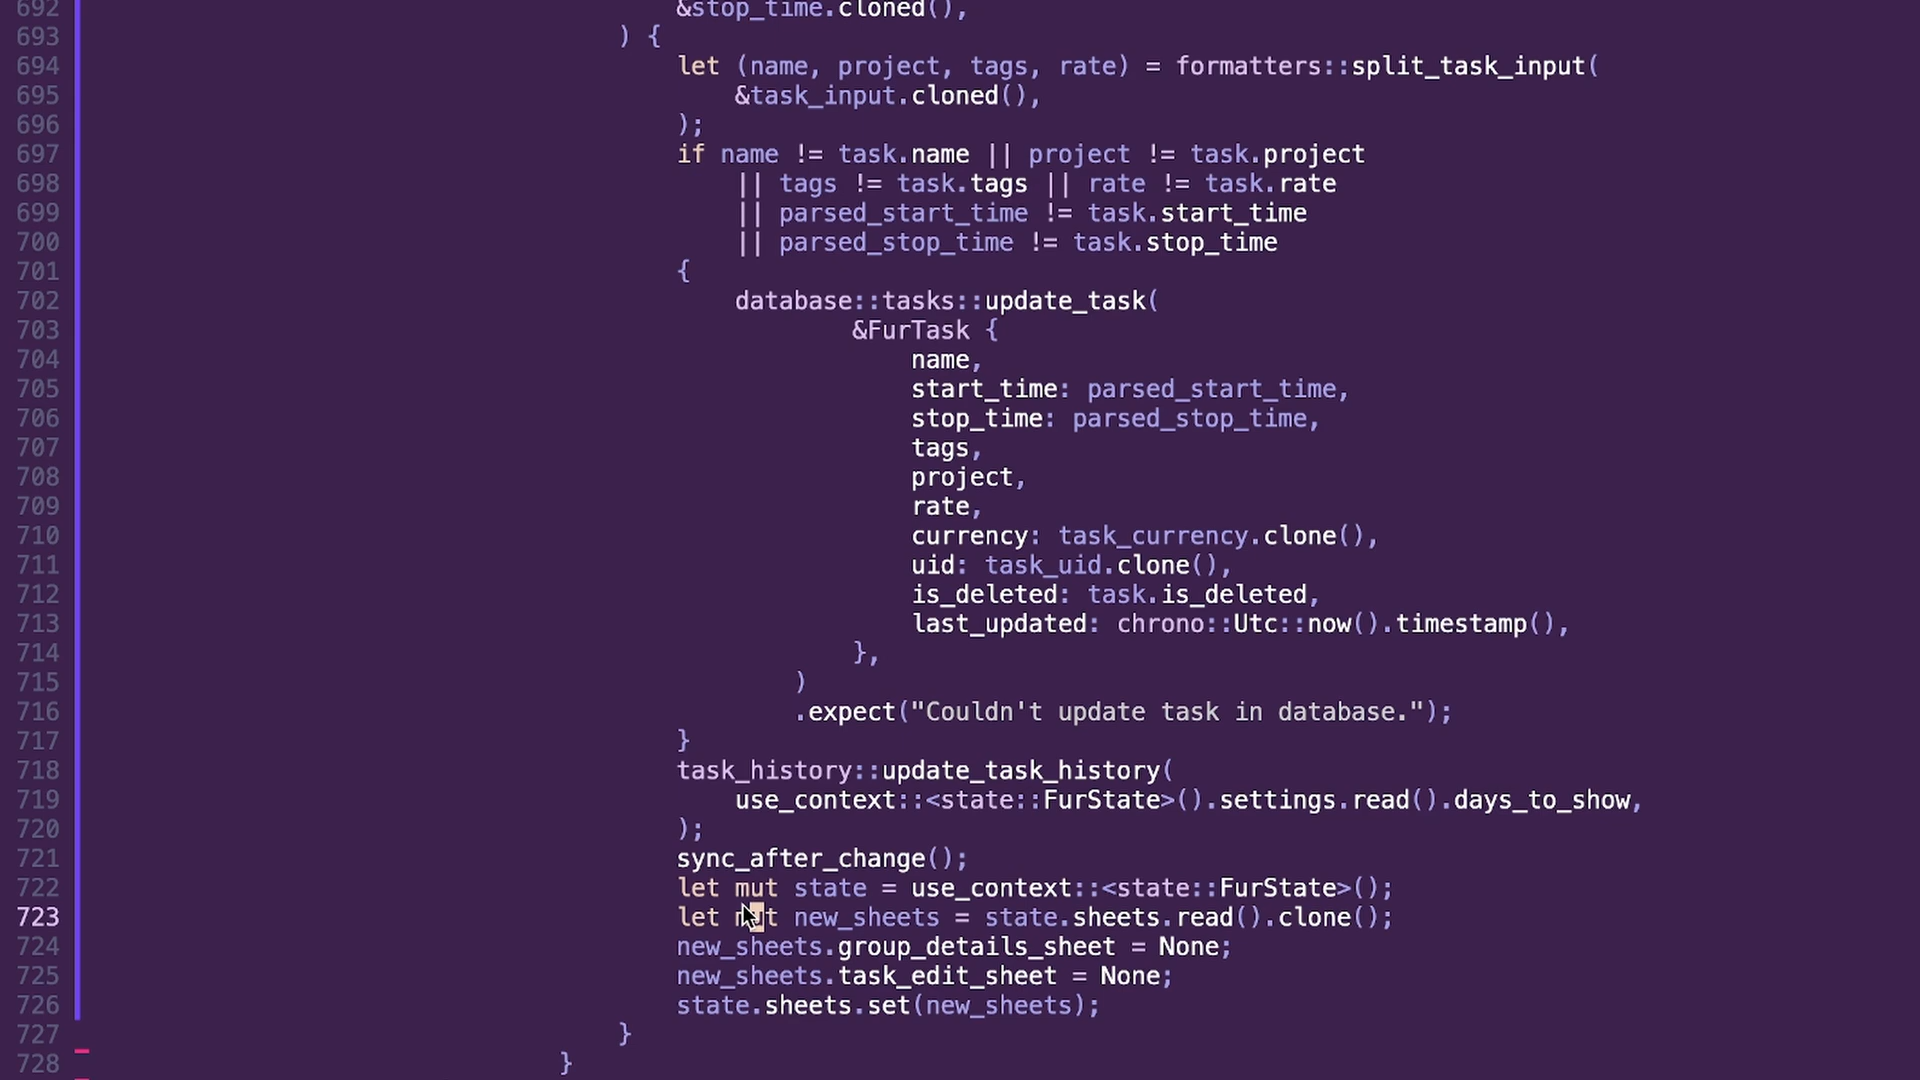 692 &stop_time.cloned(),
693 ) {
694 let (name, project, tags, rate) = formatters::split_task_input(
695 &task_input.cloned(),
696 );
697 if name != task.name || project != task.project
698 || tags != task.tags || rate != task.rate
699 || parsed_start_time != task.start_time
700 || parsed_stop_time != task.stop_time
701 {
702 database::tasks::update_task(
703 &FurTask {
704 name,
705 start_time: parsed_start_time,
706 stop_time: parsed_stop_time,
707 tags,
708 project,
709 rate,
710 currency: task_currency.clone(),
711 uid: task_uid.clone(),
712 is_deleted: task.is_deleted,
713 last_updated: chrono::Utc::now().timestamp(),
714 },
715 )
716 .expect("Couldn't update task in database.");
717 }
718 task_history::update_task_history(
719 use_context::<state::FurState>().settings.read().days_to_show,
720 );
721 sync_after_change();
722 let mut state = use_context::<state::FurState>();
723 let mut new_sheets = state.sheets.read().clone();
724 new_sheets.group_details_sheet = None;
725 new_sheets.task_edit_sheet = None;
726 state.sheets.set(new_sheets);
727 }
728 }